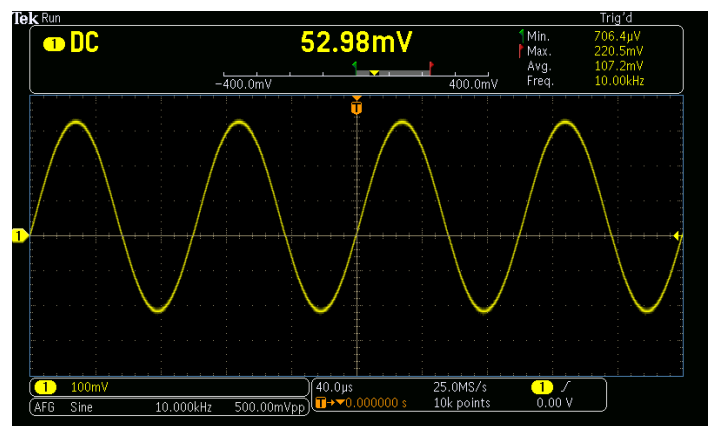 Tek Run Trig'd
1 DC 52.98mV
Min. 706.4µV
Max. 220.5mV
Avg. 107.2mV
Freq. 10.00kHz
-400.0mV 400.0mV
T
1
1 100mV
AFG Sine 10.000kHz 500.00mVpp
40.0µs 25.0MS/s 1
T→▼0.000000 s 10k points 0.00 V